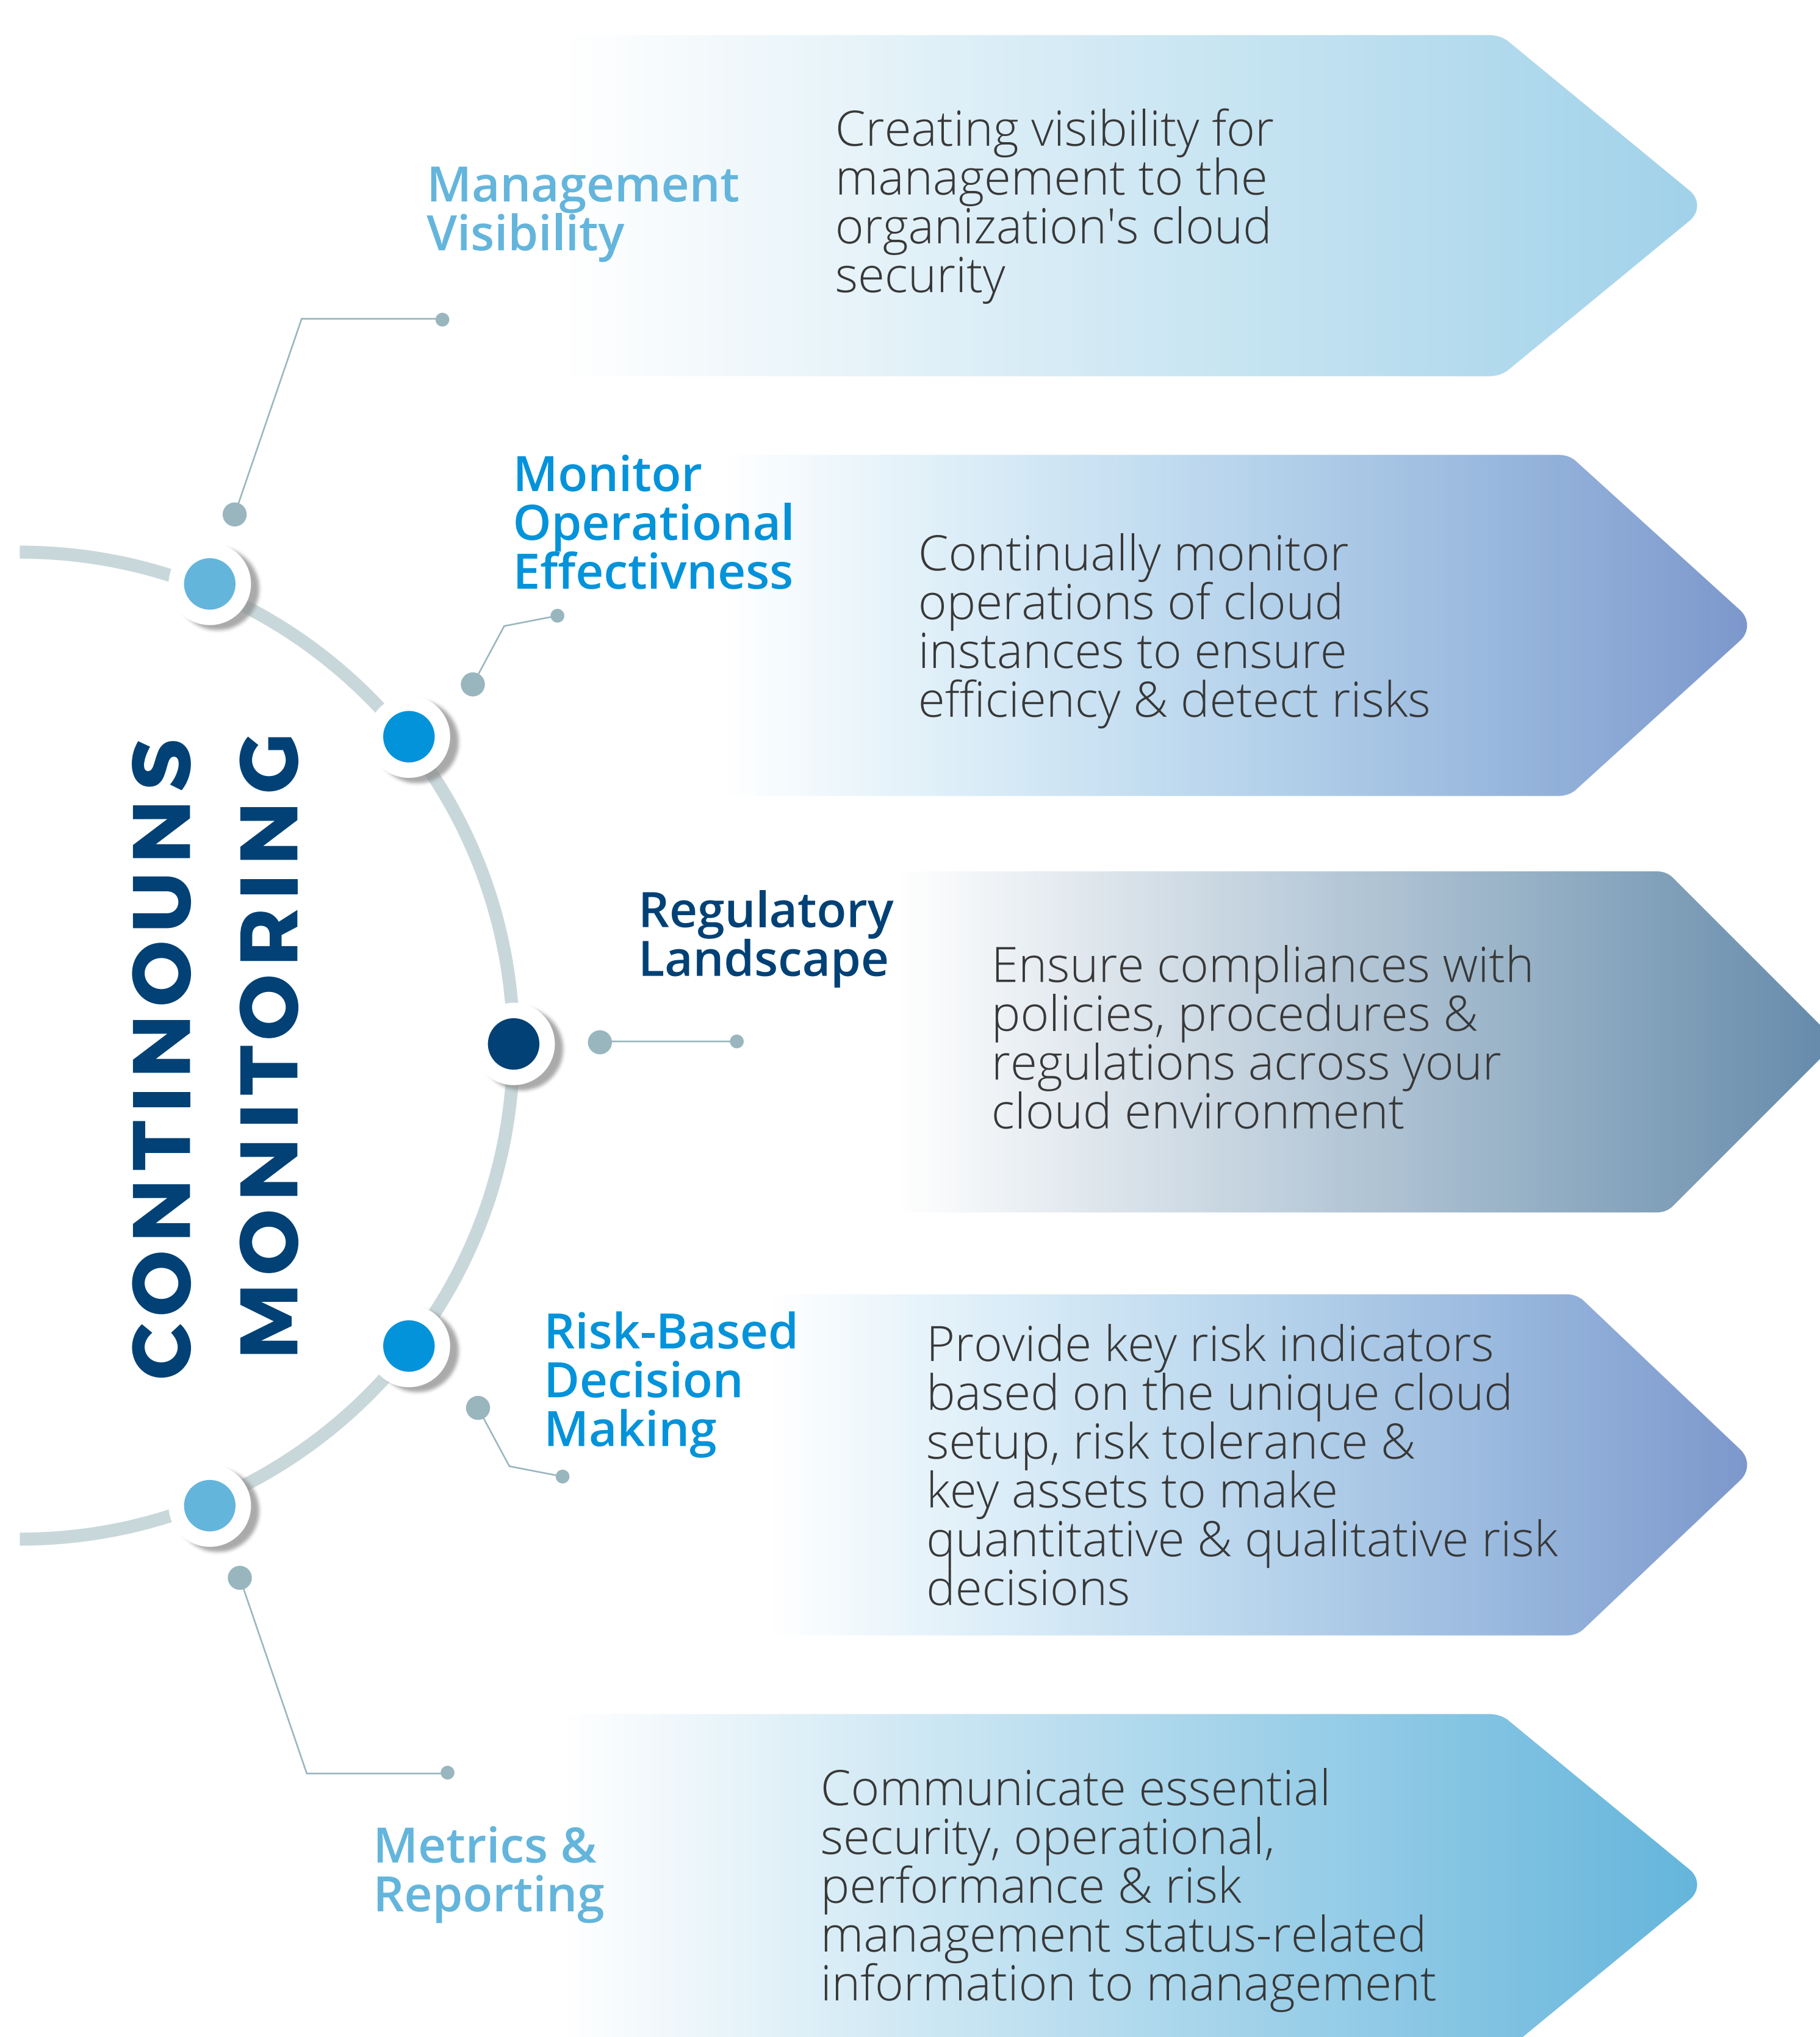 CONTINOUNS
MONITORING
Management
Visibility
Creating visibility for
management to the
organization's cloud
security
Monitor
Operational
Effectivness
Continually monitor
operations of cloud
instances to ensure
efficiency & detect risks
Regulatory
Landscape
Ensure compliances with
policies, procedures &
regulations across your
cloud environment
Risk-Based
Decision
Making
Provide key risk indicators
based on the unique cloud
setup, risk tolerance &
key assets to make
quantitative & qualitative risk
decisions
Metrics &
Reporting
Communicate essential
security, operational,
performance & risk
management status-related
information to management